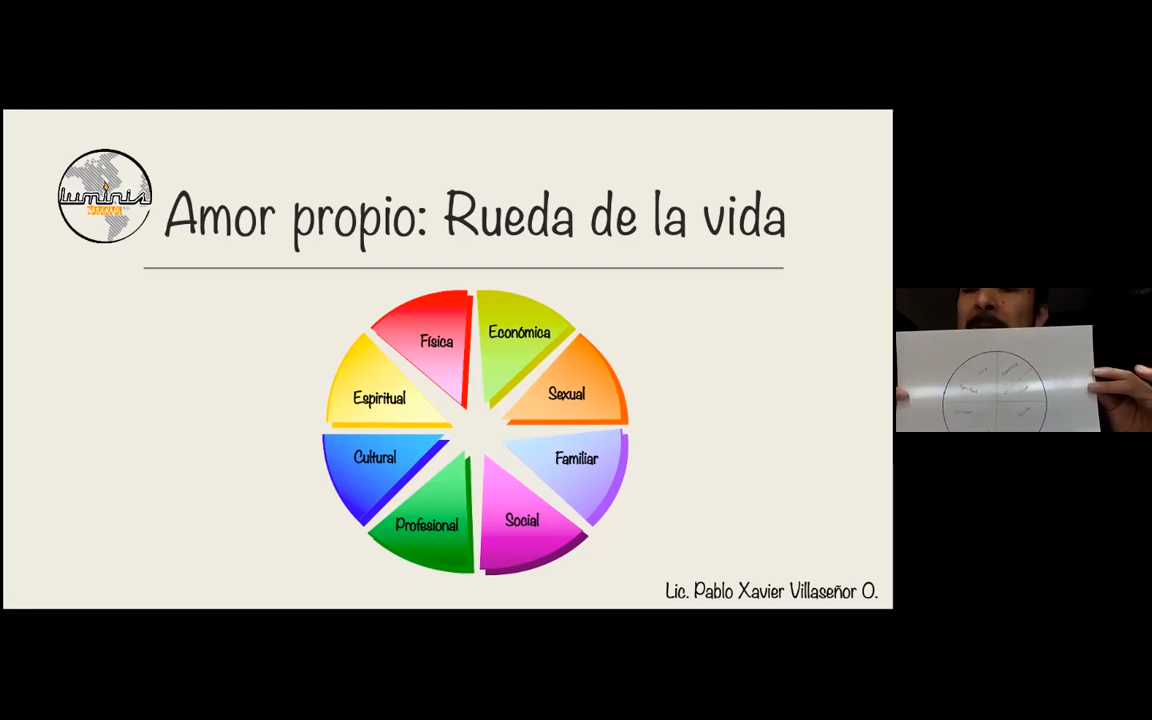 luminis
Amor propio: Rueda de la vida
Física
Económica
Espiritual
Sexual
Cultural
Familiar
Profesional
Social
Lic. Pablo Xavier Villaseñor O.